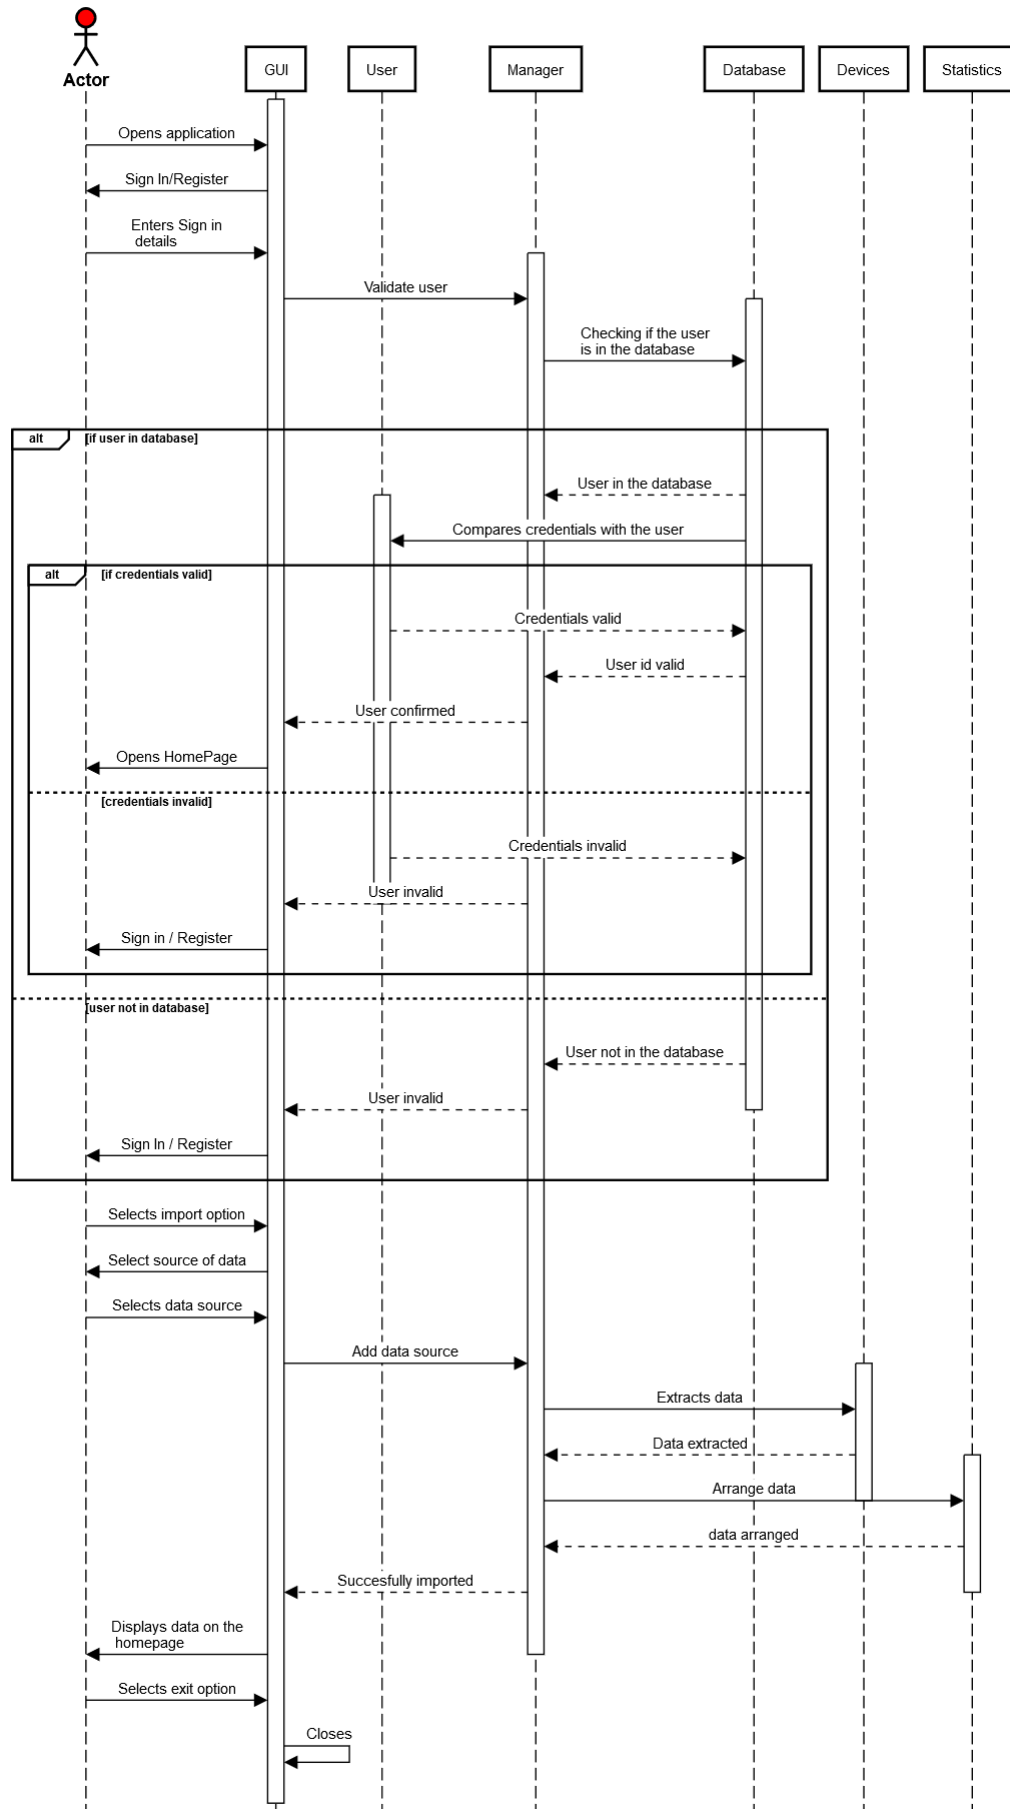 Actor
GUI
User
Manager
Database
Devices
Statistics
Opens application
Sign In/Register
Enters Sign in
details
Validate user
Checking if the user
is in the database
alt
[if user in database]
User in the database
Compares credentials with the user
alt
[if credentials valid]
Credentials valid
User id valid
User confirmed
Opens HomePage
[credentials invalid]
Credentials invalid
User invalid
Sign in / Register
[user not in database]
User not in the database
User invalid
Sign In / Register
Selects import option
Select source of data
Selects data source
Add data source
Extracts data
Data extracted
Arrange data
data arranged
Succesfully imported
Displays data on the
homepage
Selects exit option
Closes